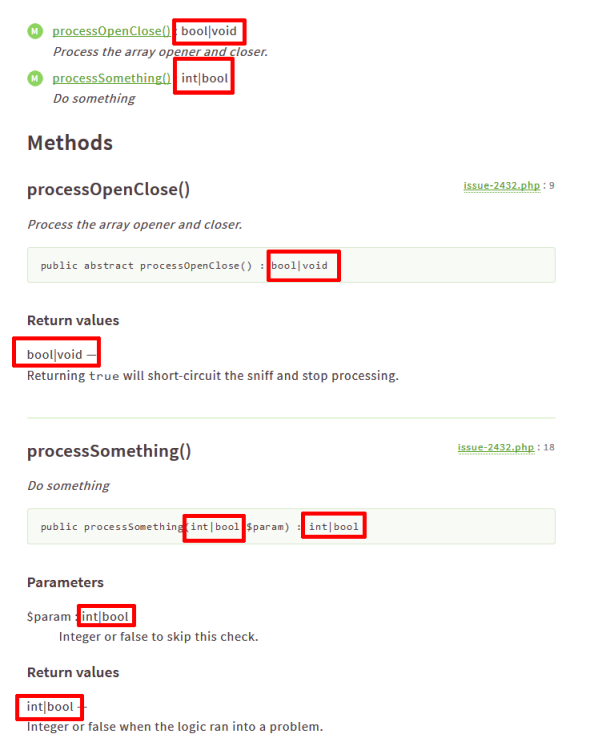 M processOpenClose() : bool|void
Process the array opener and closer.
M processSomething() int|bool
Do something
Methods
processOpenClose()
issue-2432.php : 9
Process the array opener and closer.
public abstract processOpenClose() : bool|void
Return values
bool|void —
Returning true will short-circuit the sniff and stop processing.
processSomething()
issue-2432.php : 18
Do something
public processSomething(int|bool $param) : int|bool
Parameters
$param : int|bool
Integer or false to skip this check.
Return values
int|bool —
Integer or false when the logic ran into a problem.